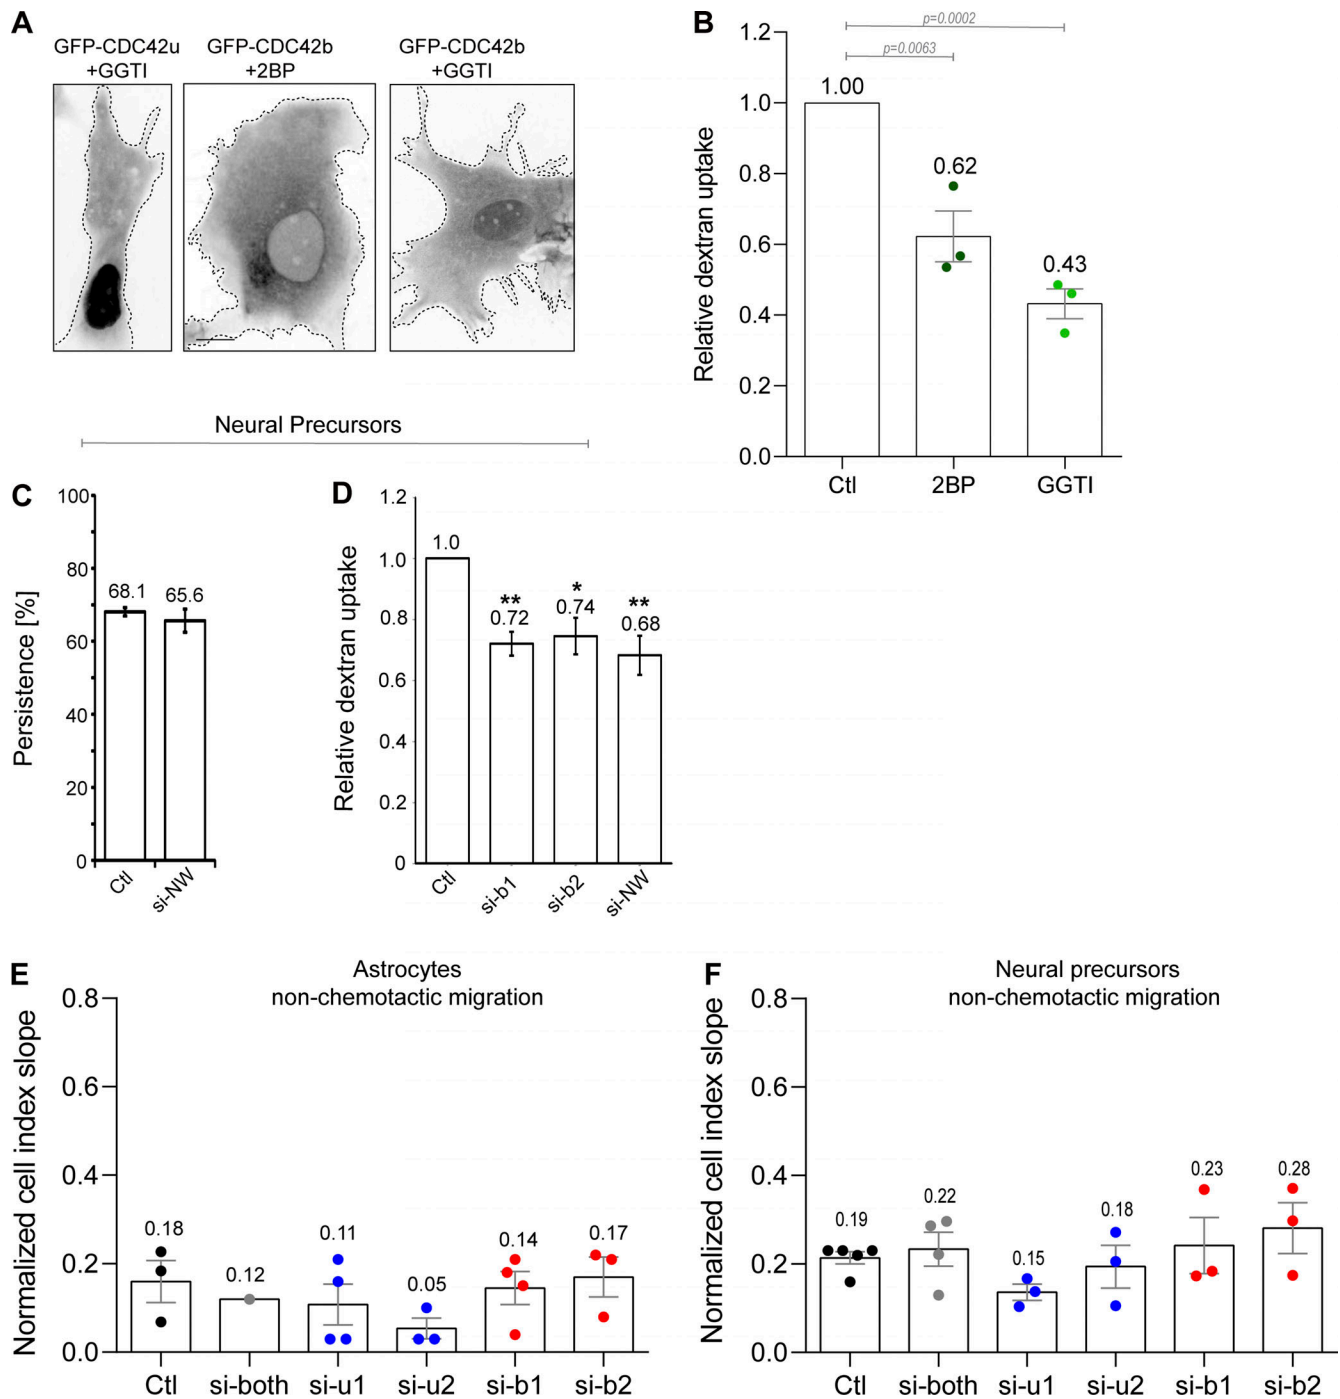 A
GFP-CDC42u
+GGTI
GFP-CDC42b
+2BP
GFP-CDC42b
+GGTI
B
p=0.0002
p=0.0063
Relative dextran uptake
1.2
1.0
0.8
0.6
0.4
0.2
0.0
1.00
0.62
0.43
Ctl
2BP
GGTI
Neural Precursors
C
Persistence [%]
100
80
60
40
20
0
68.1
65.6
Ctl
si-NW
D
Relative dextran uptake
1.2
1.0
0.8
0.6
0.4
0.2
0
1.0
**
0.72
*
0.74
**
0.68
Ctl
si-b1
si-b2
si-NW
E
Astrocytes
non-chemotactic migration
Normalized cell index slope
0.8
0.6
0.4
0.2
0.0
0.18
0.12
0.11
0.05
0.14
0.17
Ctl
si-both
si-u1
si-u2
si-b1
si-b2
F
Neural precursors
non-chemotactic migration
Normalized cell index slope
0.8
0.6
0.4
0.2
0.0
0.19
0.22
0.15
0.18
0.23
0.28
Ctl
si-both
si-u1
si-u2
si-b1
si-b2